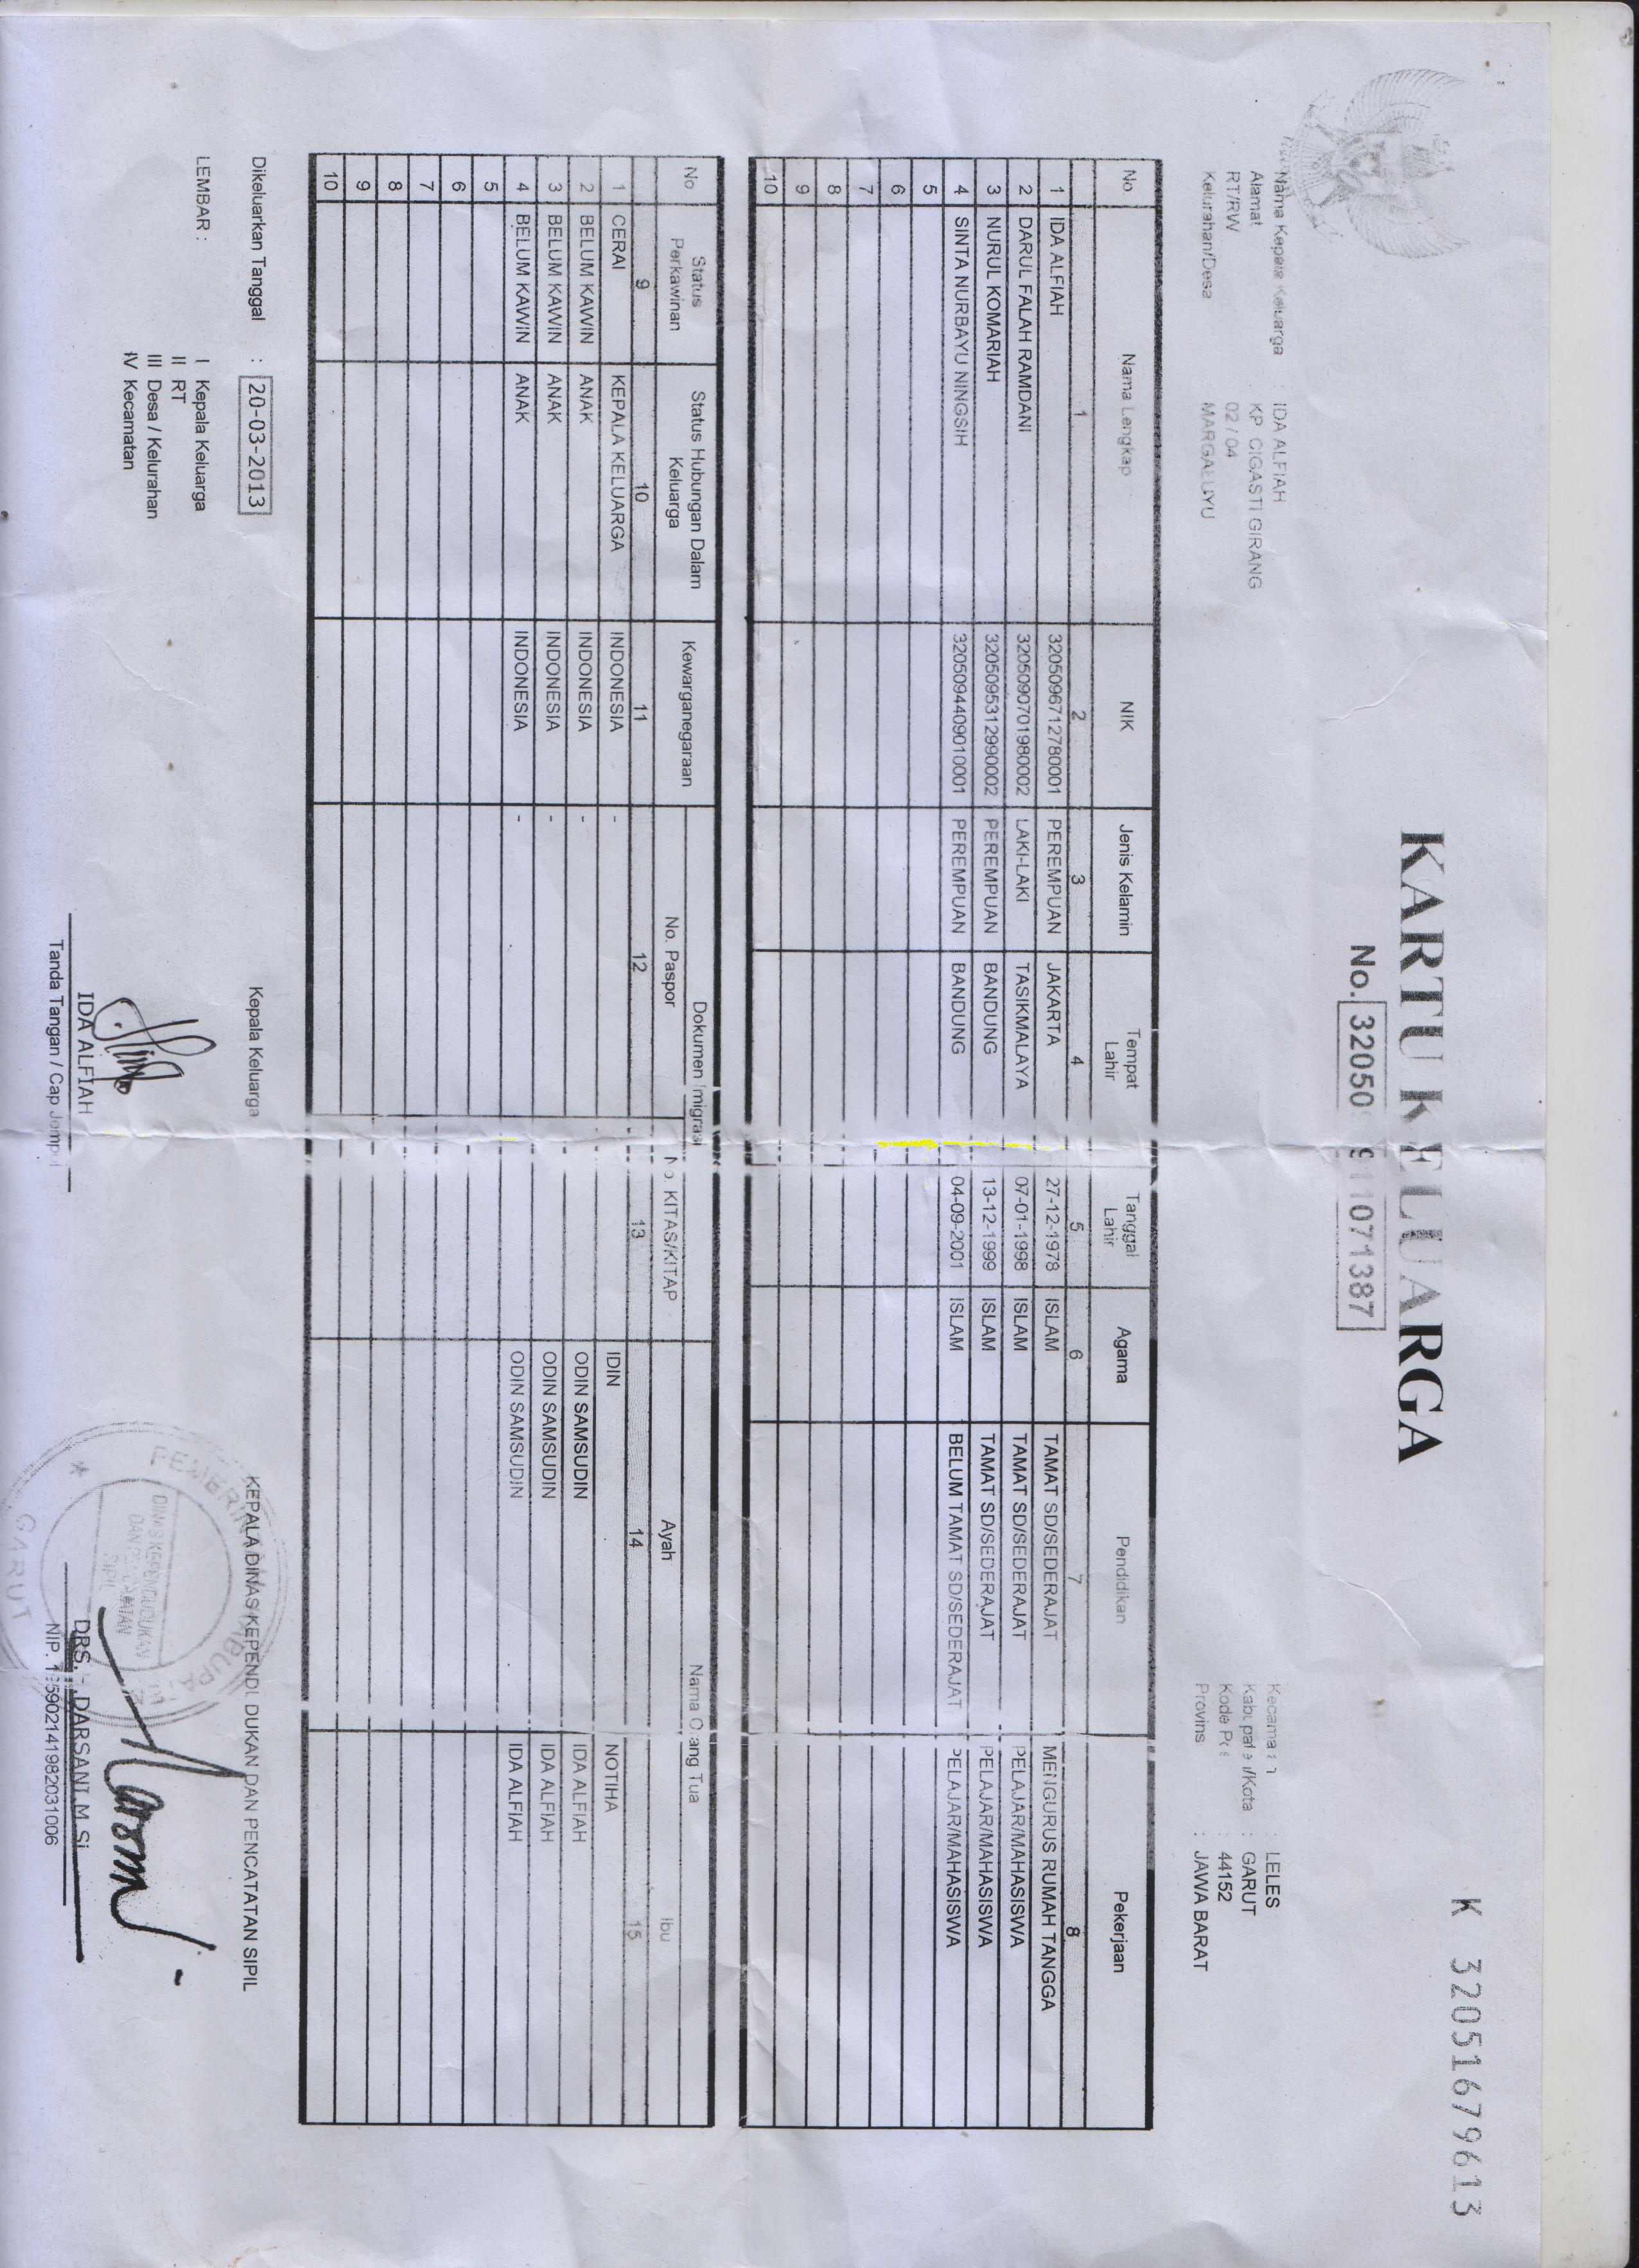 K 3205167979613
KARTU KELUARGA
No. 32050 9 1071387
Nama Kepala Keluarga : IDA ALFIAH
Alamat KP CIGASTI GIRANG
RT/RW 02 / 04
Kelurahan/Desa MARGALUYU
Kecamatan : LELES
Kabupaten/Kota : GARUT
Kode Pos : 44152
Provinsi : JAWA BARAT
No Nama Lengkap NIK Jenis Kelamin Tempat Lahir Tanggal Lahir Agama Pendidikan Pekerjaan
1 2 3 4 5 6 7 8
1 IDA ALFIAH 3205096712780001 PEREMPUAN JAKARTA 27-12-1978 ISLAM TAMAT SD/SEDERAJAT MENGURUS RUMAH TANGGA
2 DARUL FALAH RAMDANI 3205090701980002 LAKI-LAKI TASIKMALAYA 07-01-1998 ISLAM TAMAT SD/SEDERAJAT PELAJAR/MAHASISWA
3 NURUL KOMARIAH 3205095312990002 PEREMPUAN BANDUNG 13-12-1999 ISLAM TAMAT SD/SEDERAJAT PELAJAR/MAHASISWA
4 SINTA NURBAYU NINGSIH 3205094409010001 PEREMPUAN BANDUNG 04-09-2001 ISLAM BELUM TAMAT SD/SEDERAJAT PELAJAR/MAHASISWA
5
6
7
8
9
10
No Status Perkawinan Status Hubungan Dalam Keluarga Kewarganegaraan Dokumen Imigrasi Nama Orang Tua
No. Paspor No. KITAS/KITAP Ayah Ibu
9 10 11 12 13 14 15
1 CERAI KEPALA KELUARGA INDONESIA - IDIN NOTIHA
2 BELUM KAWIN ANAK INDONESIA - ODIN SAMSUDIN IDA ALFIAH
3 BELUM KAWIN ANAK INDONESIA - ODIN SAMSUDIN IDA ALFIAH
4 BELUM KAWIN ANAK INDONESIA - ODIN SAMSUDIN IDA ALFIAH
5
6
7
8
9
10
Dikeluarkan Tanggal : 20-03-2013
LEMBAR : I Kepala Keluarga
II RT
III Desa / Kelurahan
IV Kecamatan
Kepala Keluarga
IDA ALFIAH
Tanda Tangan / Cap Jempol
KEPALA DINAS KEPENDUDUKAN DAN PENCATATAN SIPIL
PEMERINTAH KABUPATEN
DINAS KEPENDUDUKAN
DAN PENCATATAN
SIPIL
GARUT
DRS. DARSANI, M.Si
NIP. 195902141982031006